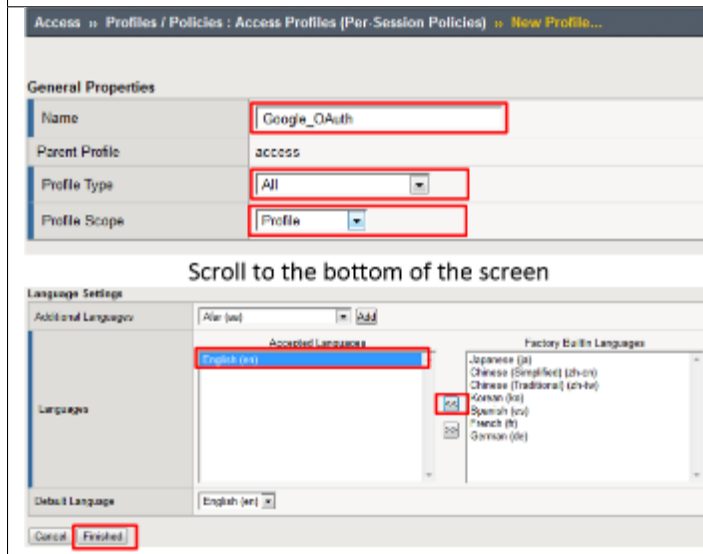 Access » Profiles / Policies : Access Profiles (Per-Session Policies) » New Profile...
General Properties
Name Google_OAuth
Parent Profile access
Profile Type All
Profile Scope Profile
Scroll to the bottom of the screen
Language Settings
Additional Languages Afar (aa) Add
Accepted Languages Factory Builtin Languages
English (en)
Japanese (ja)
Chinese (Simplified) (zh-cn)
Chinese (Traditional) (zh-tw)
Korean (ko)
Spanish (es)
French (fr)
German (de)
Languages
<<
>>
Default Language English (en)
Cancel Finished